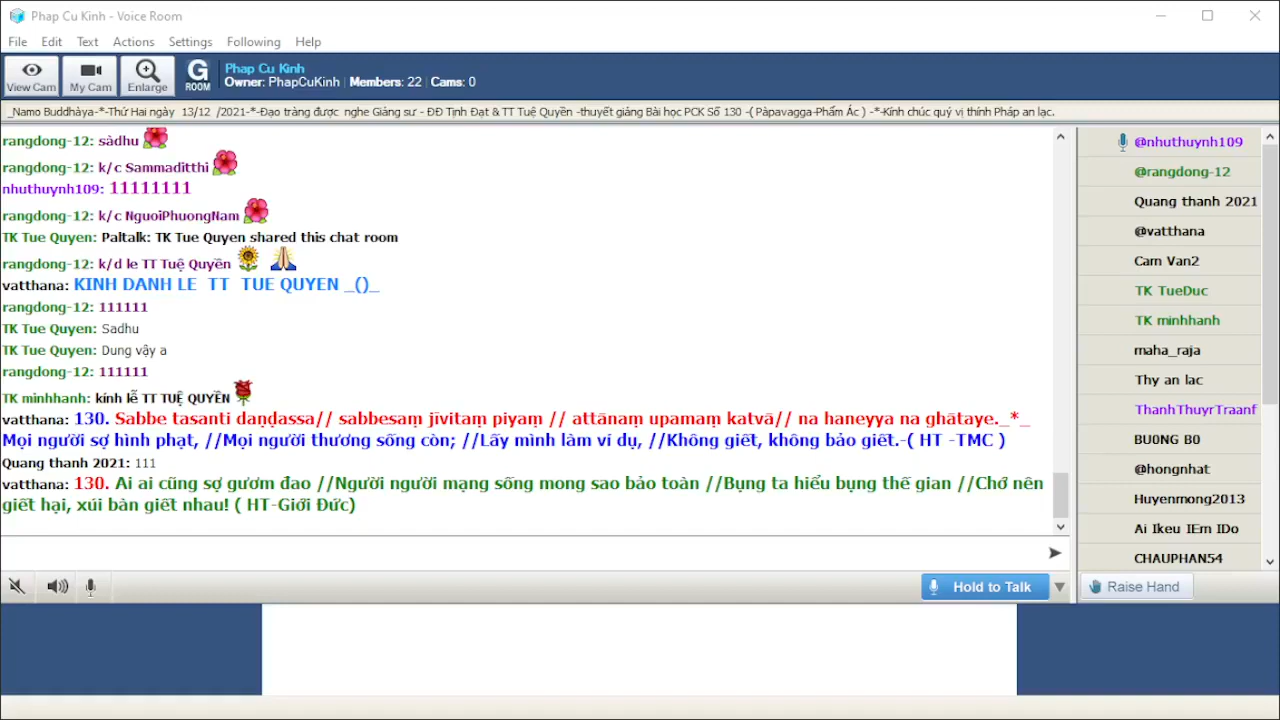 Phap Cu Kinh - Voice Room
File Edit Text Actions Settings Following Help
View Cam My Cam Enlarge G ROOM
Phap Cu Kinh
Owner: PhapCuKinh Members: 22 Cams: 0
_Namo Buddhàya-*-Thứ Hai ngày 13/12 /2021-*-Đạo tràng được nghe Giảng sư - ĐĐ Tịnh Đạt & TT Tuệ Quyền -thuyết giảng Bài học PCK Số 130 -( Pàpavagga-Phẩm Ác ) -*-Kính chúc quý vị thính Pháp an lạc.
rangdong-12: sàdhu
rangdong-12: k/c Sammadìtthi
nhuthuynh109: 11111111
rangdong-12: k/c NguoiPhuongNam
TK Tue Quyen: Paltalk: TK Tue Quyen shared this chat room
rangdong-12: k/d le TT Tuệ Quyền
vatthana: KINH DANH LE TT TUE QUYEN _()_
rangdong-12: 111111
TK Tue Quyen: Sadhu
TK Tue Quyen: Dung vậy a
rangdong-12: 111111
TK minhhanh: kính lễ TT TUỆ QUYỀN
vatthana: 130. Sabbe tasanti daṇḍassa// sabbesaṃ jīvitaṃ piyaṃ // attānaṃ upamaṃ katvā// na haneyya na ghātaye._*_
Mọi người sợ hình phạt, //Mọi người thương sống còn; //Lấy mình làm ví dụ, //Không giết, không bảo giết.-( HT -TMC )
Quang thanh 2021: 111
vatthana: 130. Ai ai cũng sợ gươm đao //Người người mạng sống mong sao bảo toàn //Bụng ta hiểu bụng thế gian //Chớ nên
giết hại, xúi bàn giết nhau! ( HT-Giới Đức)
@nhuthuynh109
@rangdong-12
Quang thanh 2021
@vatthana
Cam Van2
TK TueDuc
TK minhhanh
maha_raja
Thy an lac
ThanhThuyrTraanf
BU0NG B0
@hongnhat
Huyenmong2013
Ai Ikeu IEm IDo
CHAUPHAN54
Hold to Talk
Raise Hand